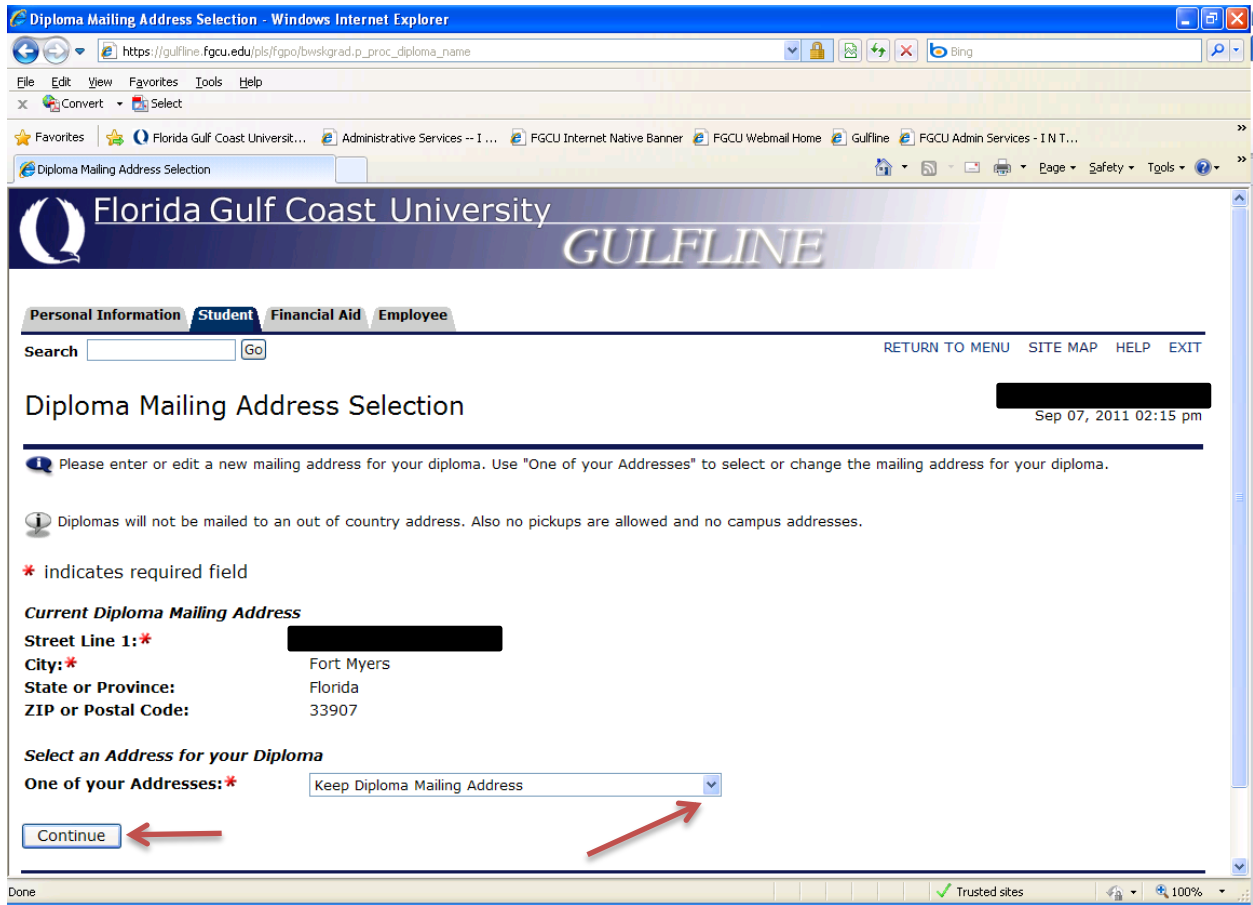 Diploma Mailing Address Selection - Windows Internet Explorer
https://gulfline.fgcu.edu/pls/fgpo/bwskgrad.p_proc_diploma_name
Bing
File Edit View Favorites Tools Help
x Convert Select
Favorites Florida Gulf Coast Universit... Administrative Services -- I ... FGCU Internet Native Banner FGCU Webmail Home Gulfline FGCU Admin Services - I N T... »
Diploma Mailing Address Selection Page Safety Tools »
Florida Gulf Coast University
GULFLINE
Personal Information Student Financial Aid Employee
Search Go RETURN TO MENU SITE MAP HELP EXIT
Diploma Mailing Address Selection
Sep 07, 2011 02:15 pm
Please enter or edit a new mailing address for your diploma. Use "One of your Addresses" to select or change the mailing address for your diploma.
Diplomas will not be mailed to an out of country address. Also no pickups are allowed and no campus addresses.
* indicates required field
Current Diploma Mailing Address
Street Line 1:*
City:* Fort Myers
State or Province: Florida
ZIP or Postal Code: 33907
Select an Address for your Diploma
One of your Addresses:* Keep Diploma Mailing Address
Continue
Done Trusted sites 100%